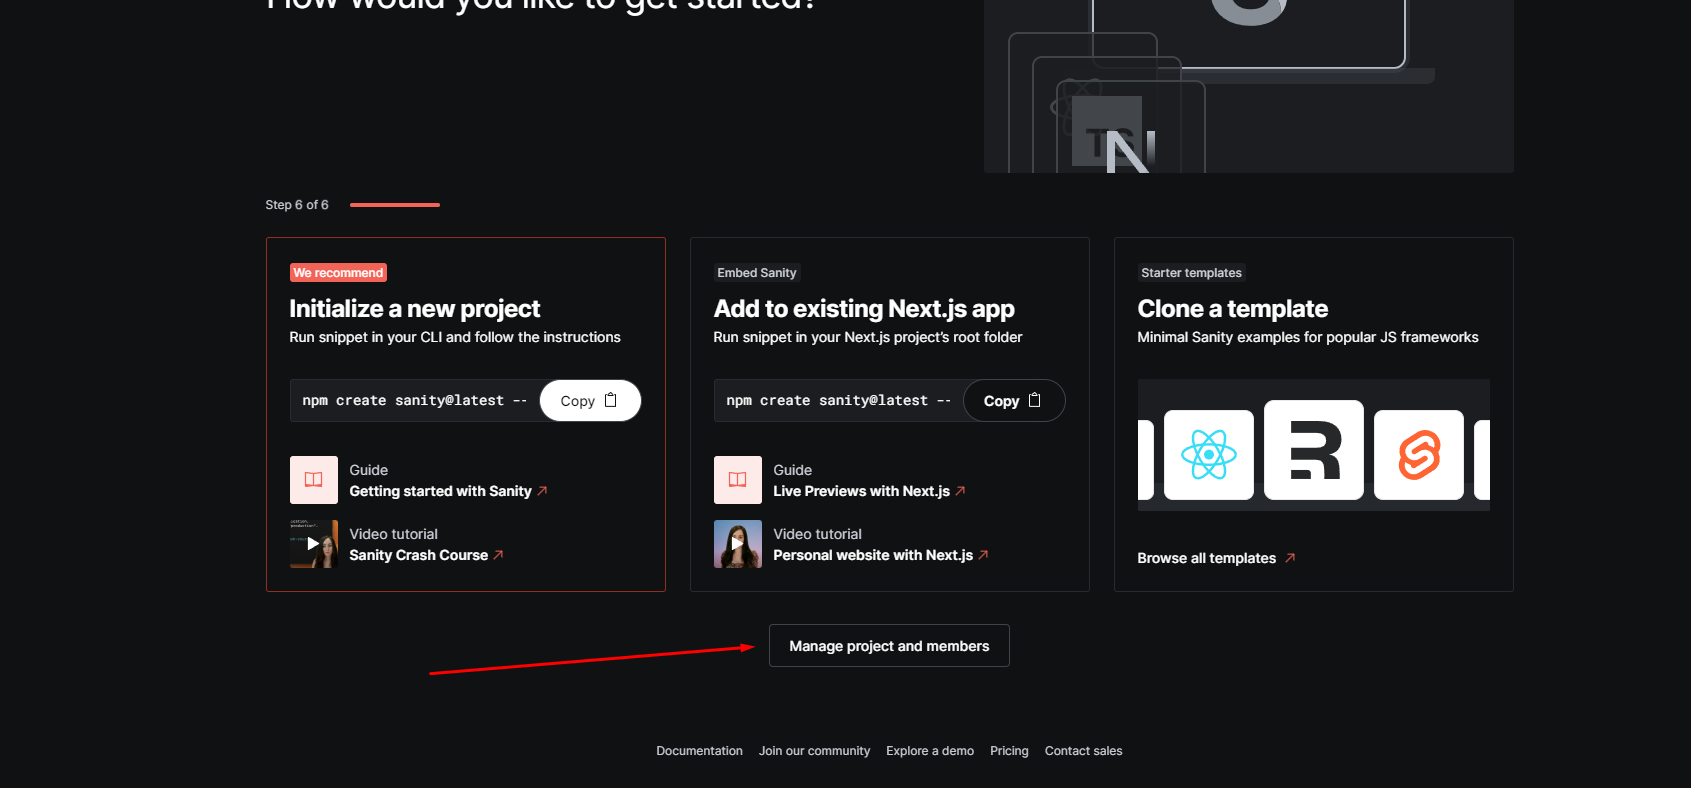 How would you like to get started?
TS
Step 6 of 6
We recommend
Initialize a new project
Run snippet in your CLI and follow the instructions
npm create sanity@latest --
Copy
Guide
Getting started with Sanity
Video tutorial
Sanity Crash Course
Embed Sanity
Add to existing Next.js app
Run snippet in your Next.js project's root folder
npm create sanity@latest --
Copy
Guide
Live Previews with Next.js
Video tutorial
Personal website with Next.js
Starter templates
Clone a template
Minimal Sanity examples for popular JS frameworks
Browse all templates
Manage project and members
Documentation Join our community Explore a demo Pricing Contact sales